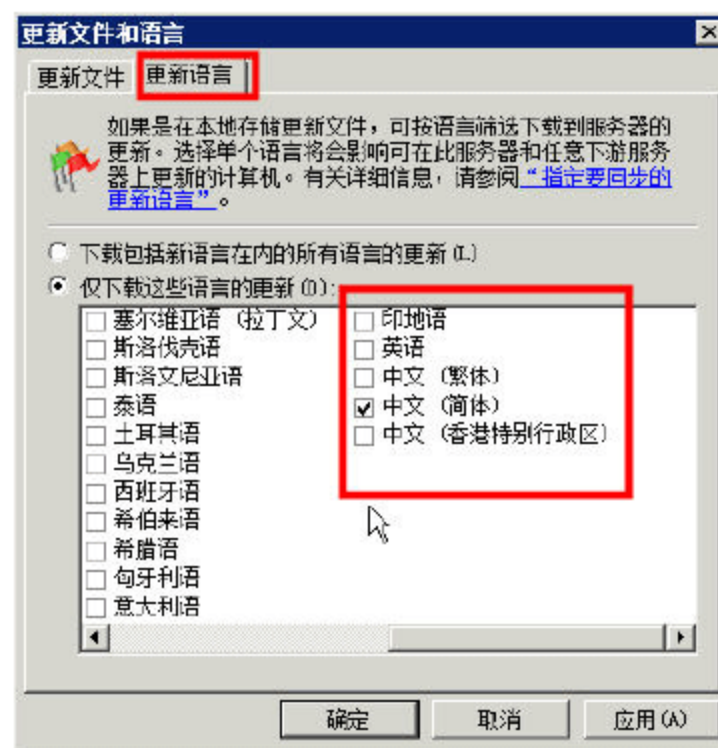 更新文件和语言
更新文件 更新语言
如果是在本地存储更新文件，可按语言筛选下载到服务器的
更新。选择单个语言将会影响可在此服务器和任意下游服务
器上更新的计算机。有关详细信息，请参阅“指定要同步的
更新语言”。
下载包括新语言在内的所有语言的更新(L)
仅下载这些语言的更新(D):
塞尔维亚语 (拉丁文)
斯洛伐克语
斯洛文尼亚语
泰语
土耳其语
乌克兰语
西班牙语
希伯来语
希腊语
匈牙利语
意大利语
印地语
英语
中文 (繁体)
中文 (简体)
中文 (香港特别行政区)
确定 取消 应用(A)